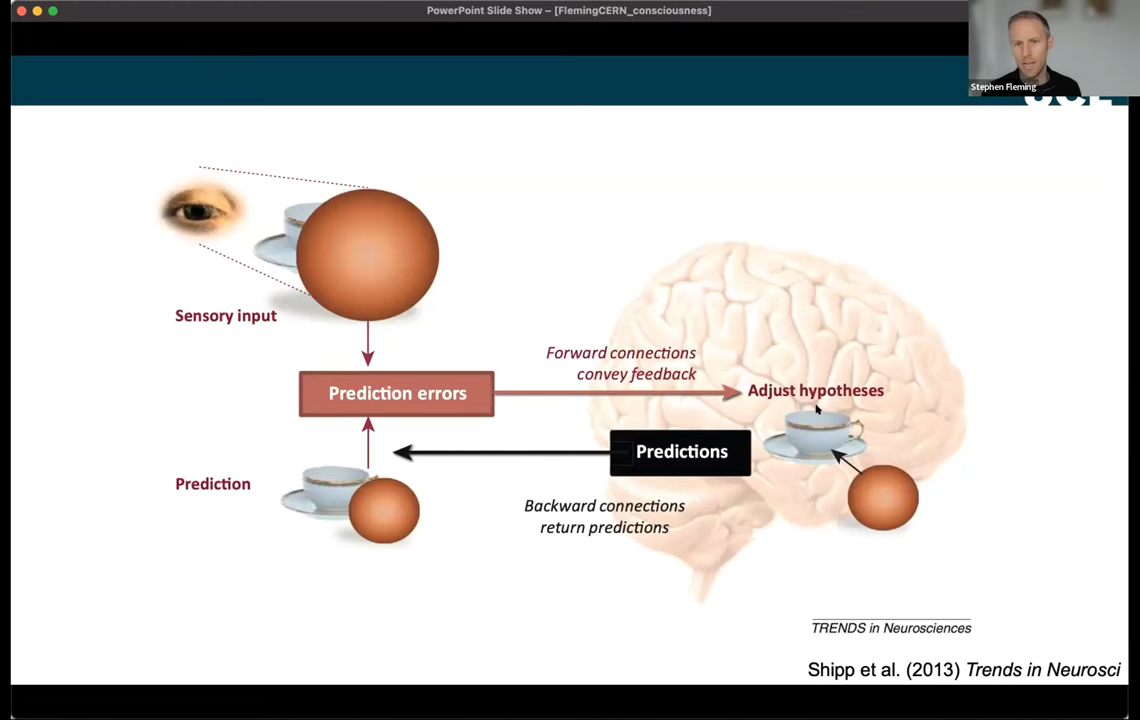 PowerPoint Slide Show – [FlemingCERN_consciousness]
Stephen Fleming
Sensory input
Forward connections
convey feedback
Prediction errors
Adjust hypotheses
Predictions
Prediction
Backward connections
return predictions
TRENDS in Neurosciences
Shipp et al. (2013) Trends in Neurosci